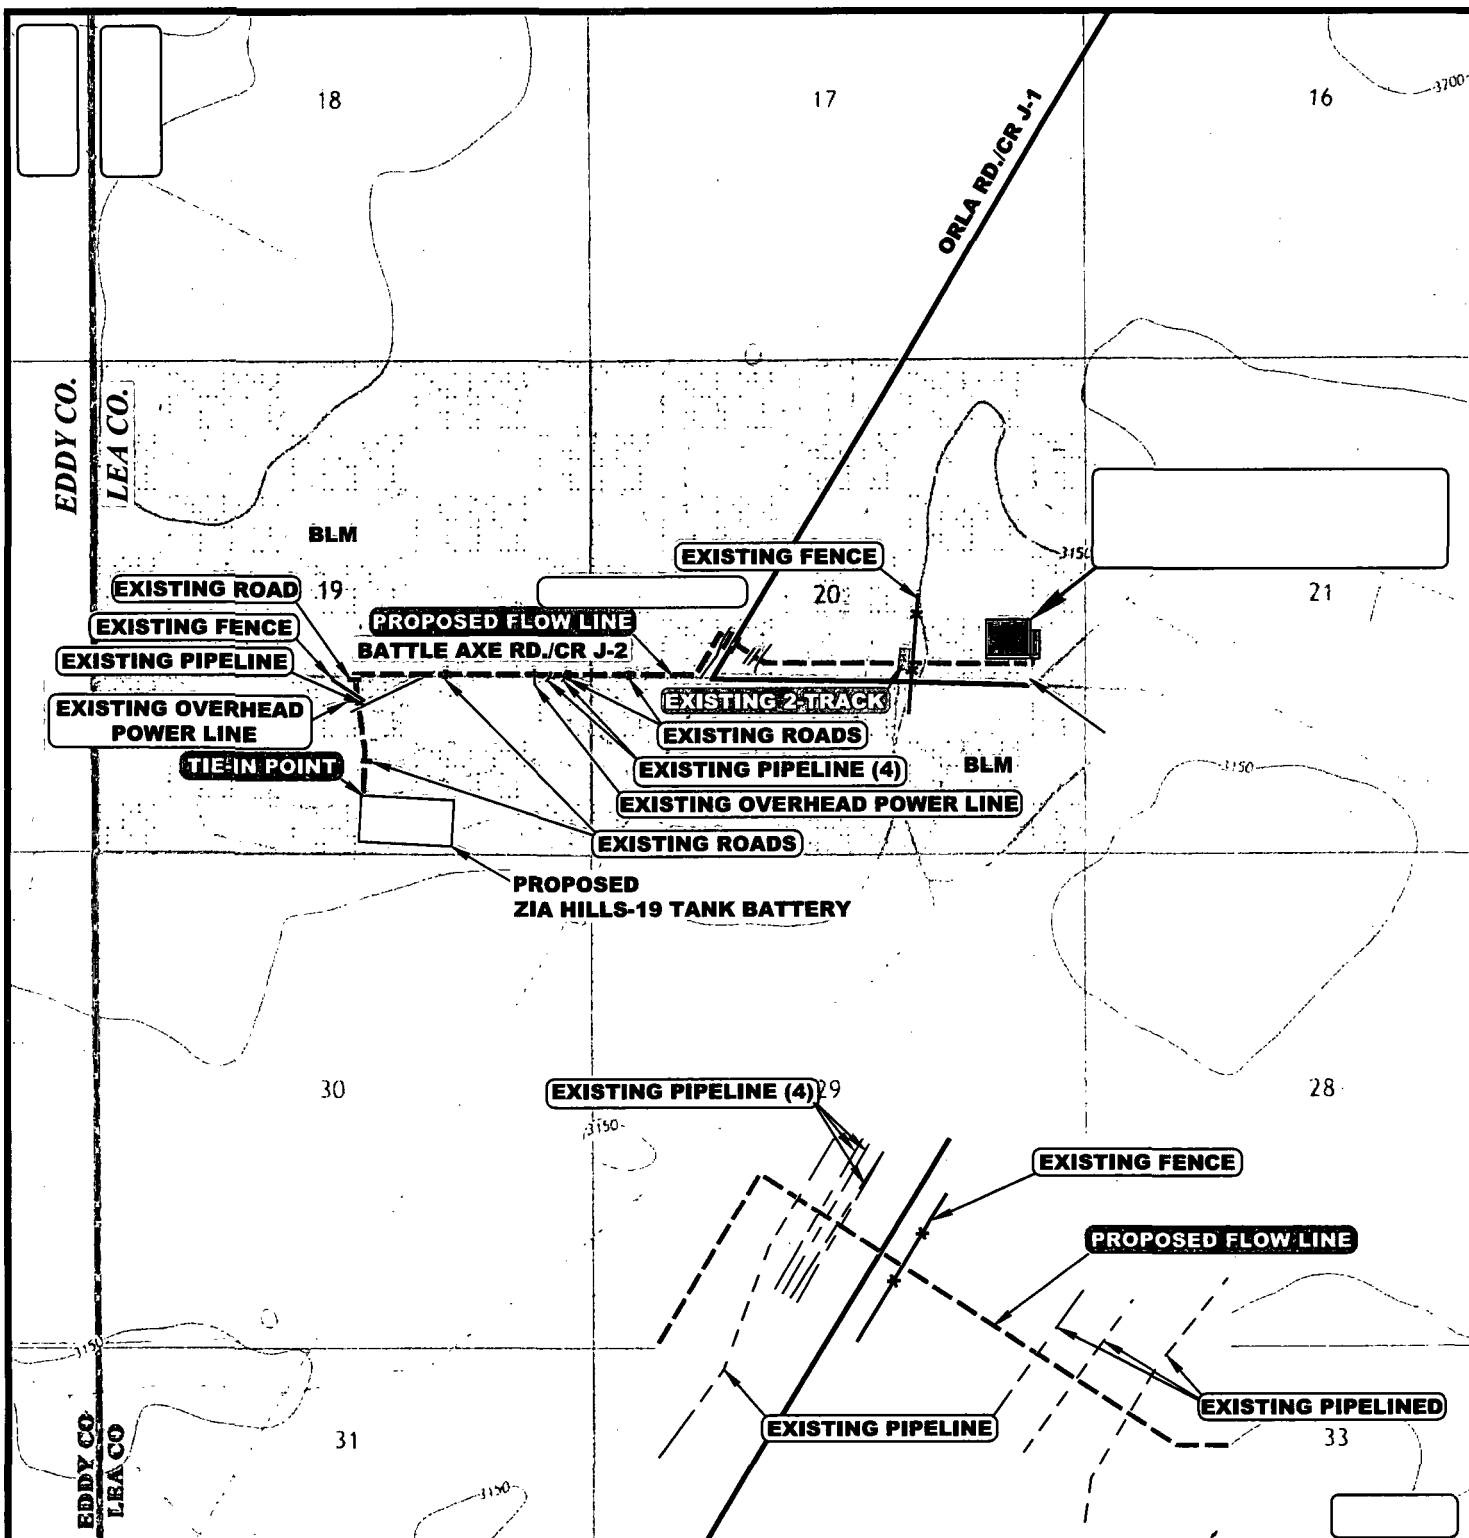 18
17
16
3200
ORLA RD./CR J-1
EDDY CO.
LEA CO.
BLM
EXISTING FENCE
3150
EXISTING ROAD
19
20
21
EXISTING FENCE
PROPOSED FLOW LINE
BATTLE AXE RD./CR J-2
EXISTING PIPELINE
EXISTING 2-TRACK
EXISTING OVERHEAD
POWER LINE
EXISTING ROADS
TIE-IN POINT
EXISTING PIPELINE (4)
BLM
3150
EXISTING OVERHEAD POWER LINE
EXISTING ROADS
PROPOSED
ZIA HILLS-19 TANK BATTERY
30
EXISTING PIPELINE (4)
29
28
3150
EXISTING FENCE
PROPOSED FLOW LINE
3150
EXISTING PIPELINED
EXISTING PIPELINE
31
33
EDDY CO
LEA CO
3150